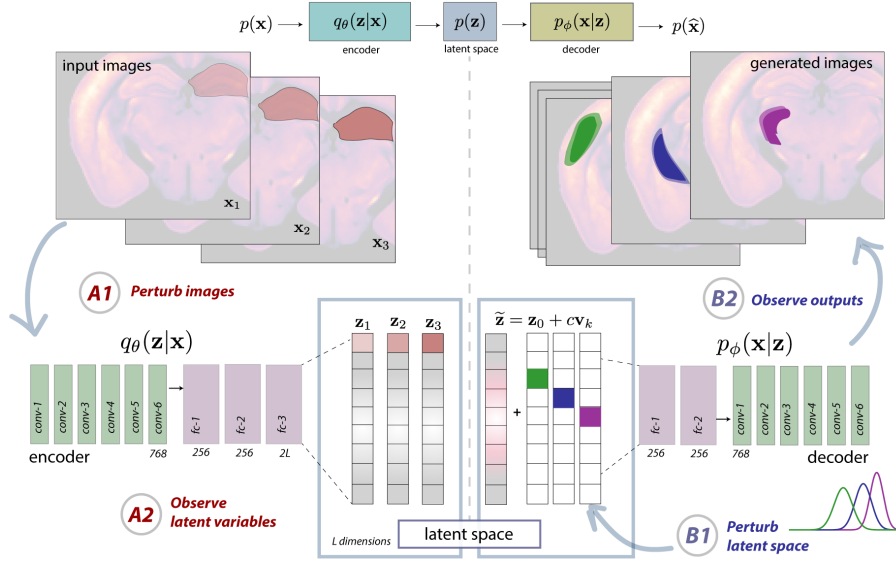 p(x)
qθ(z|x)
p(z)
pϕ(x|z)
p(x̂)
encoder
latent space
decoder
input images
x1
x2
x3
generated images
A1 Perturb images
B2 Observe outputs
qθ(z|x)
conv-1
conv-2
conv-3
conv-4
conv-5
conv-6
fc-1
fc-2
fc-3
encoder
768
256
256
2L
z1
z2
z3
z̃ = z0 + cvk
+
pϕ(x|z)
fc-1
fc-2
conv-1
conv-2
conv-3
conv-4
conv-5
conv-6
256
256
768
decoder
A2 Observe
latent variables
L dimensions
latent space
B1 Perturb
latent space